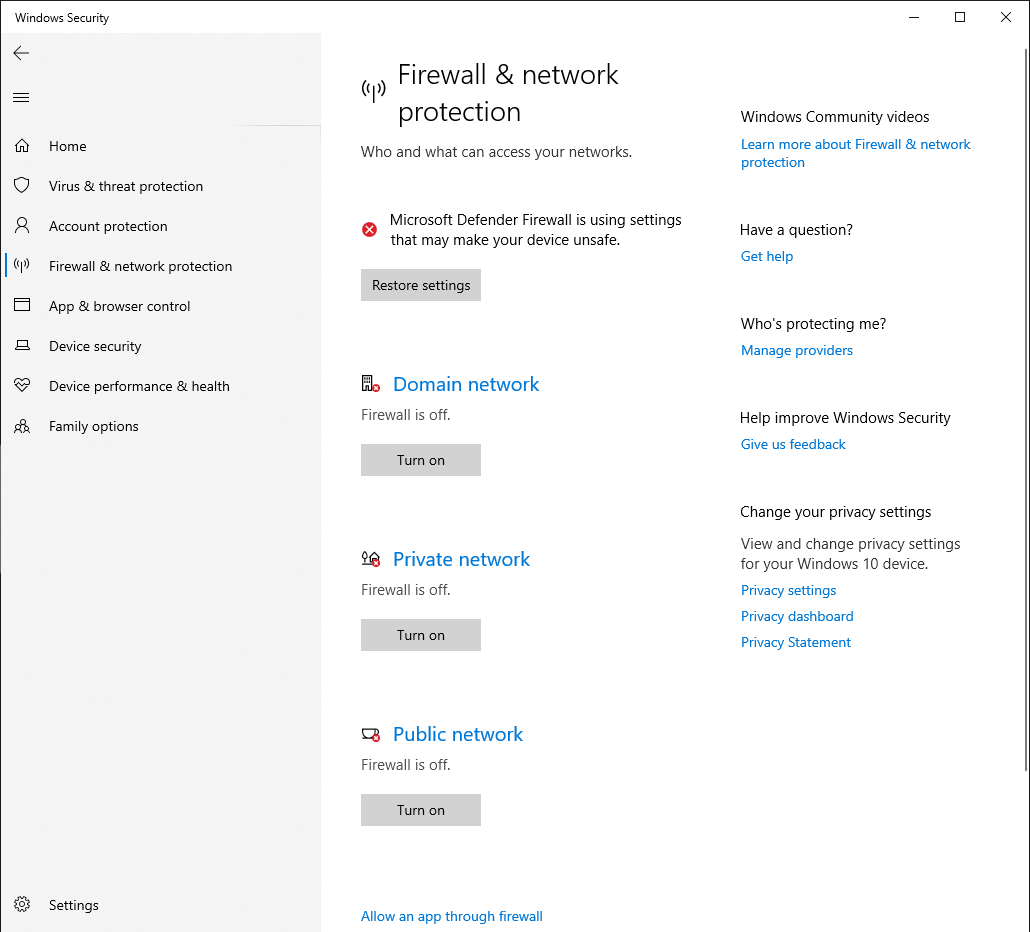 Windows Security
Home
Virus & threat protection
Account protection
Firewall & network protection
App & browser control
Device security
Device performance & health
Family options
Settings
Firewall & network
protection
Who and what can access your networks.
Microsoft Defender Firewall is using settings
that may make your device unsafe.
Restore settings
Domain network
Firewall is off.
Turn on
Private network
Firewall is off.
Turn on
Public network
Firewall is off.
Turn on
Allow an app through firewall
Windows Community videos
Learn more about Firewall & network
protection
Have a question?
Get help
Who's protecting me?
Manage providers
Help improve Windows Security
Give us feedback
Change your privacy settings
View and change privacy settings
for your Windows 10 device.
Privacy settings
Privacy dashboard
Privacy Statement